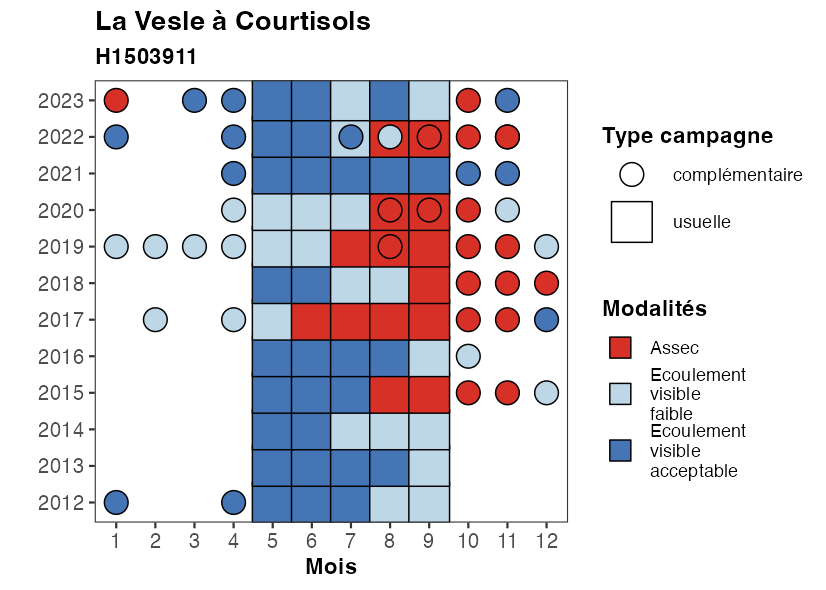 La Vesle à Courtisols
H1503911
2023
2022
2021
2020
2019
2018
2017
2016
2015
2014
2013
2012
1 2 3 4 5 6 7 8 9 10 11 12
Mois
Type campagne
complémentaire
usuelle
Modalités
Assec
Ecoulement
visible
faible
Ecoulement
visible
acceptable